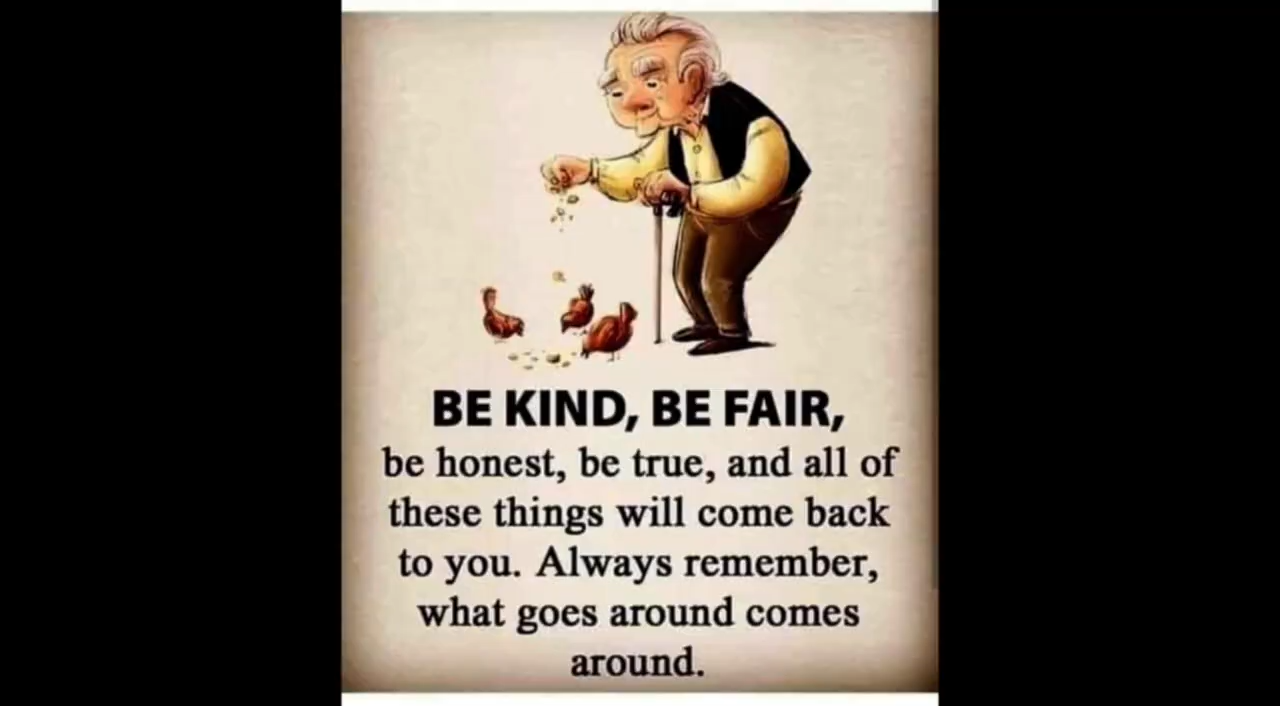 BE KIND, BE FAIR,
be honest, be true, and all of
these things will come back
to you. Always remember,
what goes around comes
around.